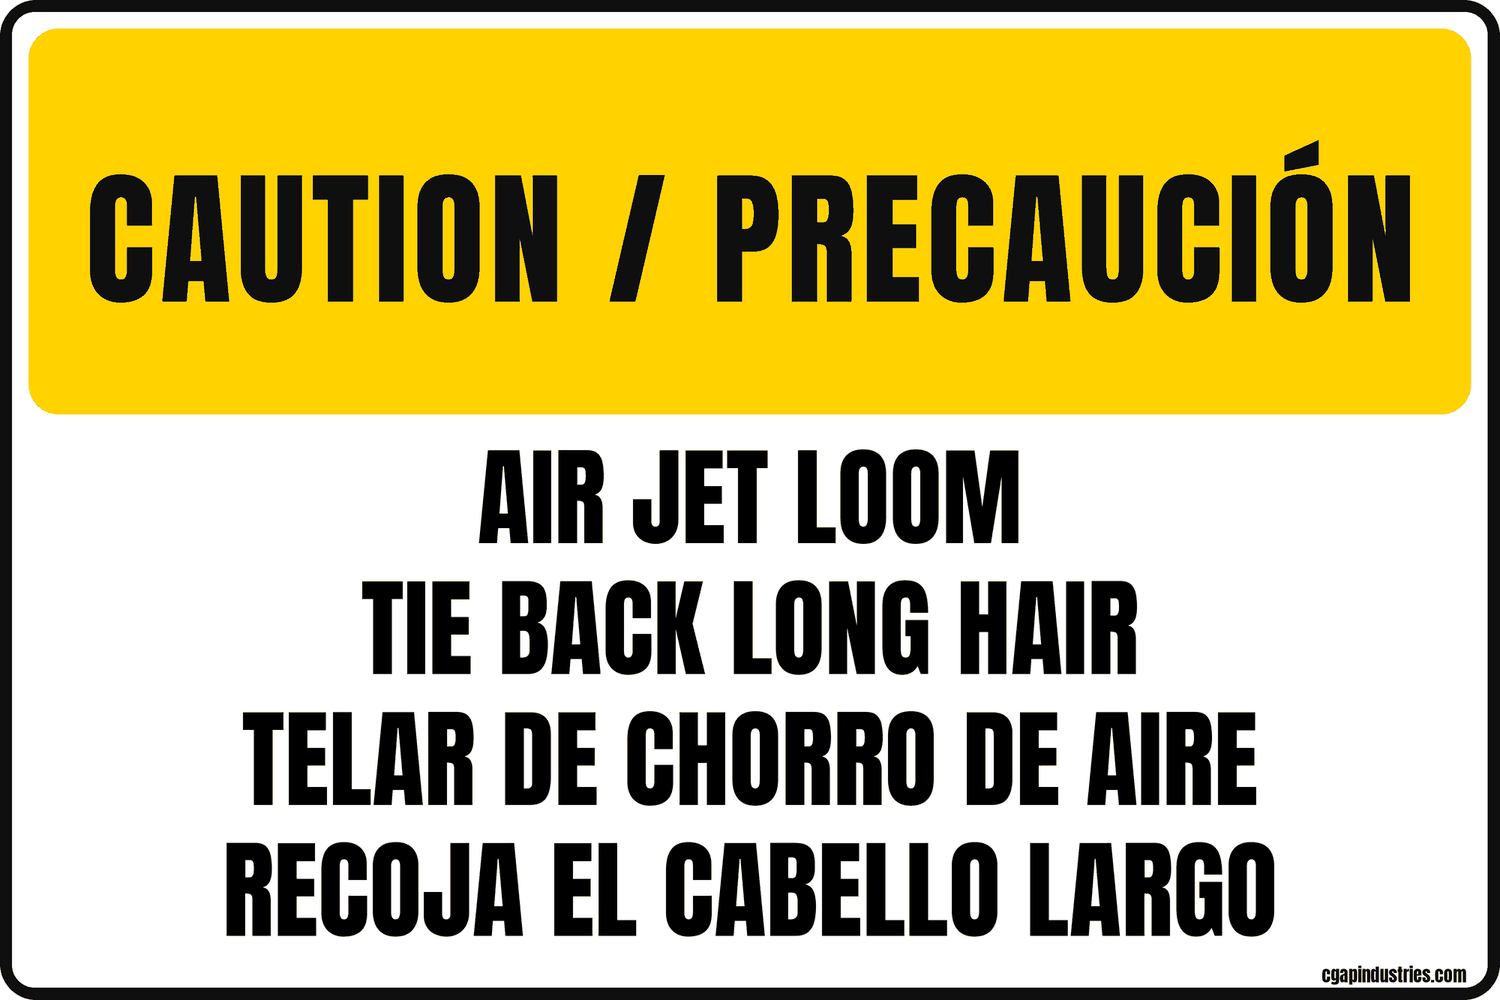 CAUTION / PRECAUCIÓN
AIR JET LOOM
TIE BACK LONG HAIR
TELAR DE CHORRO DE AIRE
RECOJA EL CABELLO LARGO
cgapindustries.com